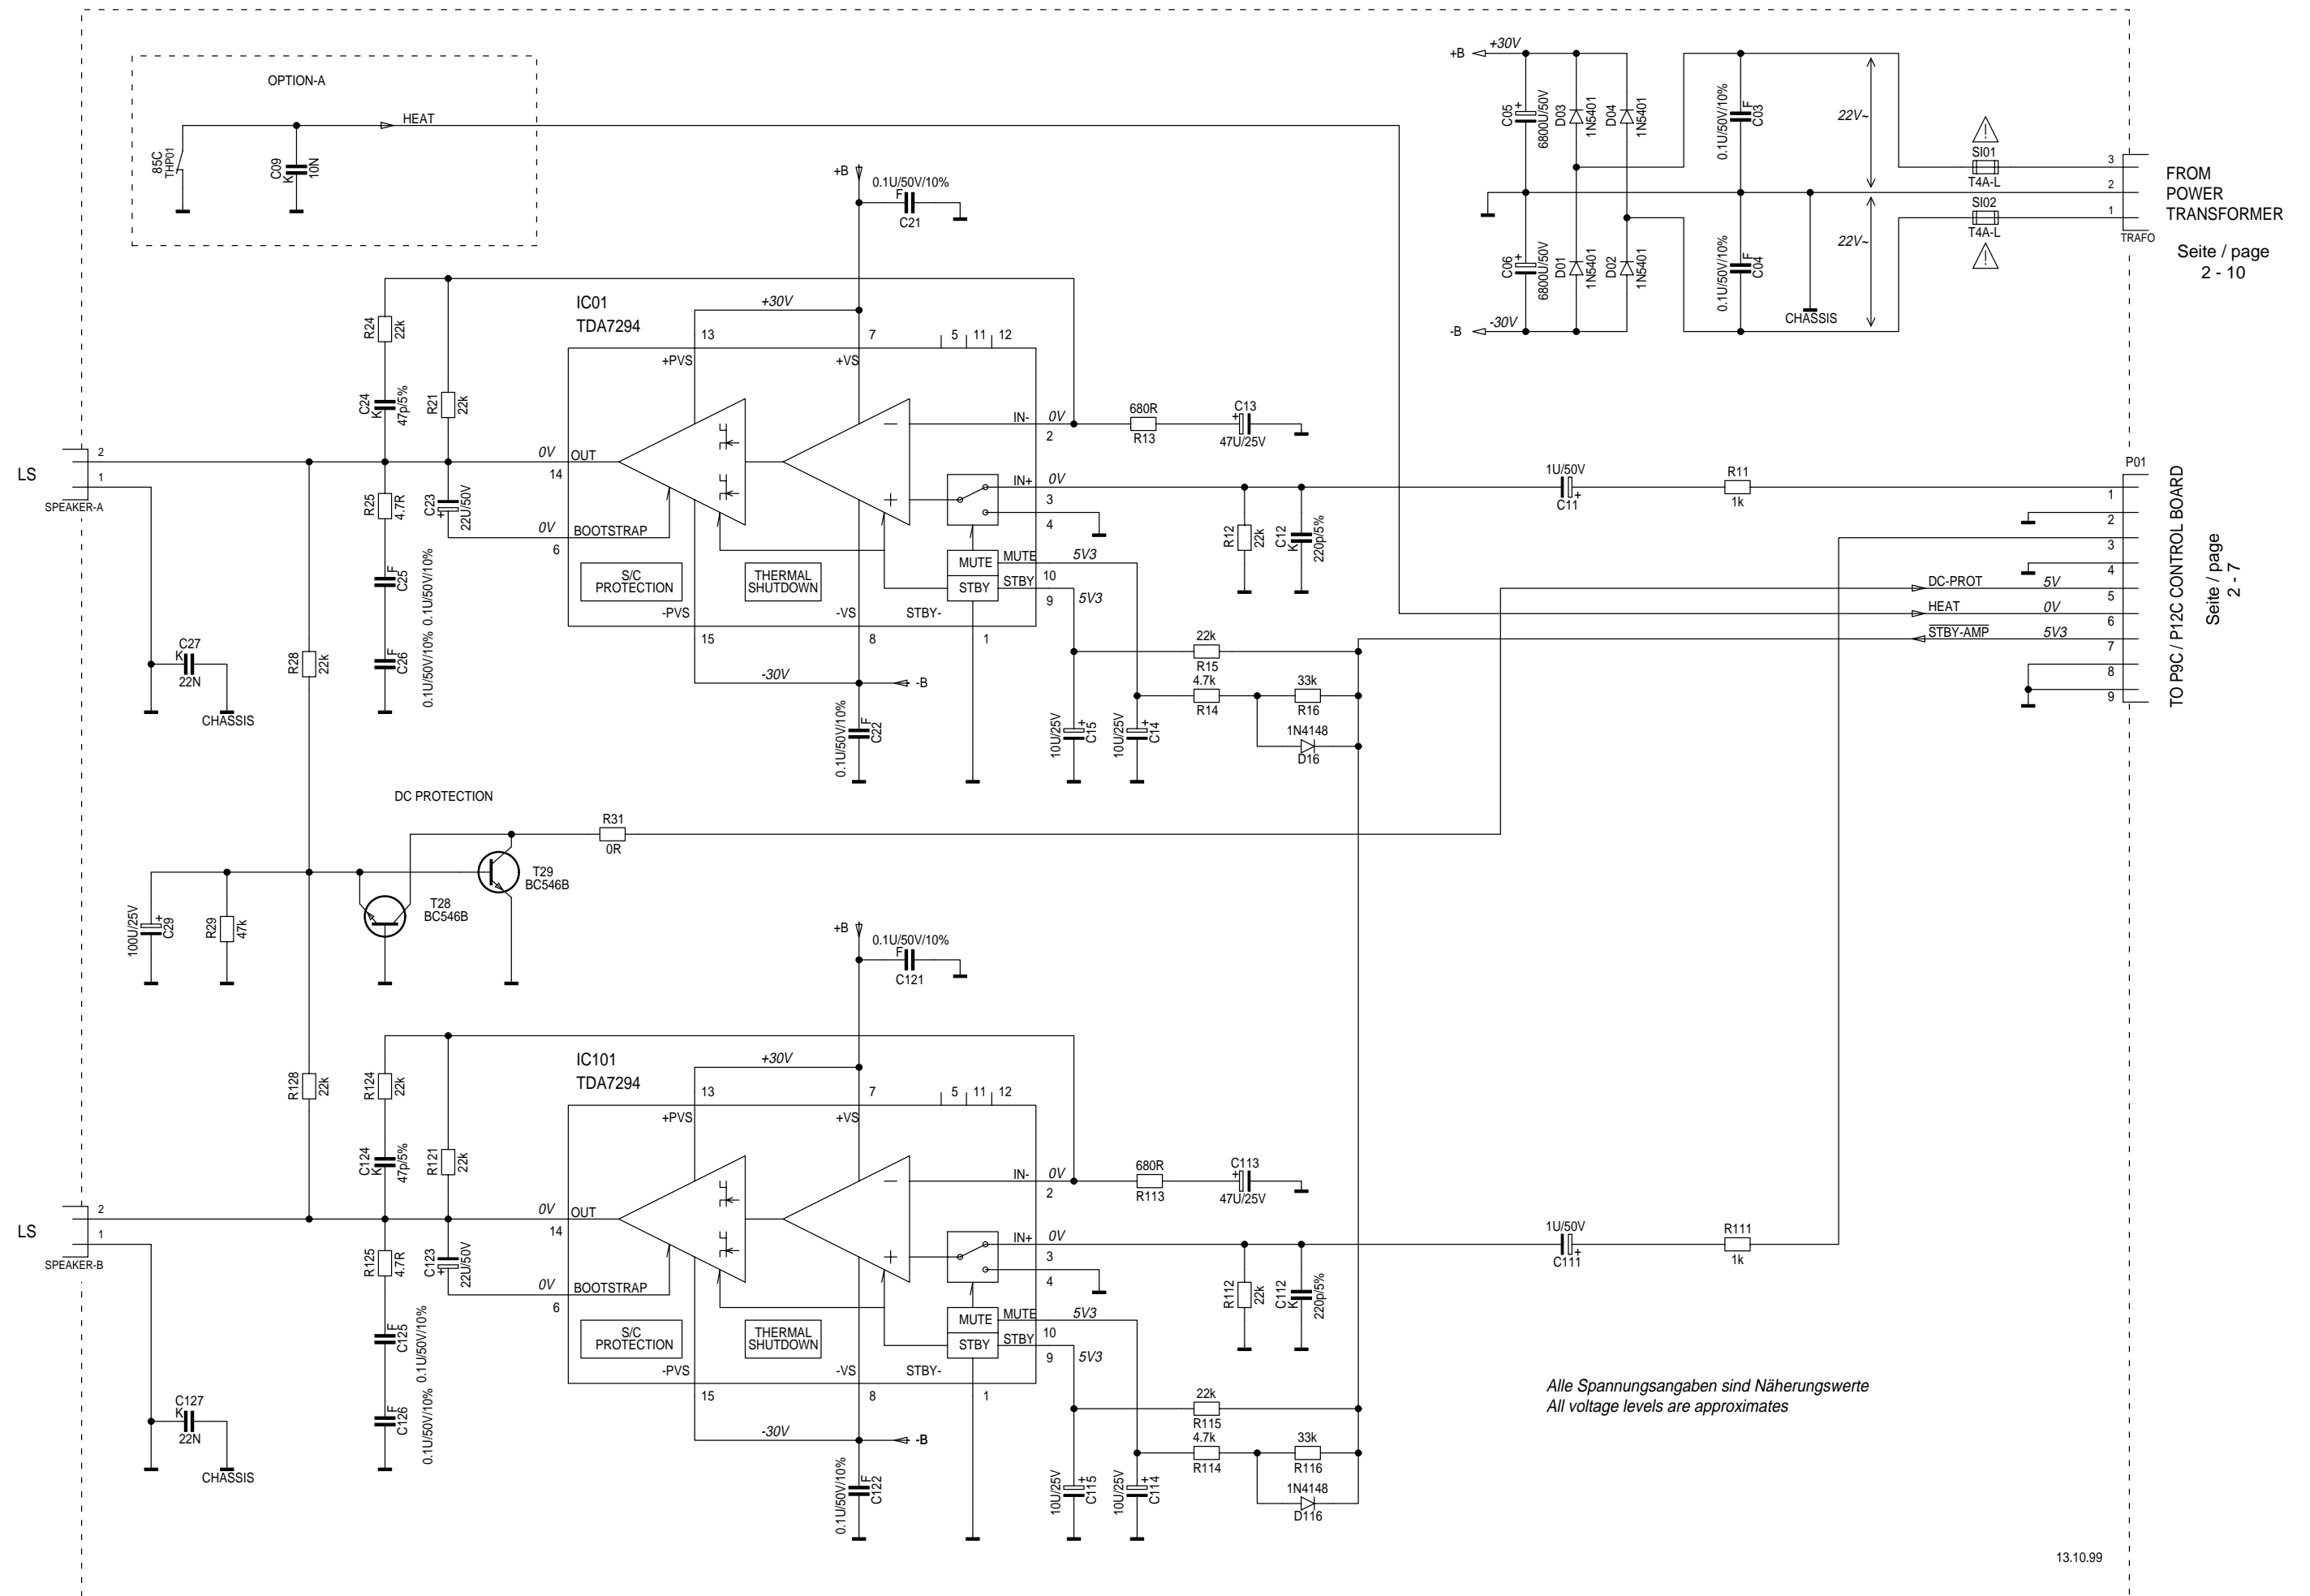 OPTION-A
HEAT
85C
THP01
C09
K
10N
+B
+30V
C05
+
6800U/50V
D03
1N5401
D04
1N5401
0.1U/50V/10%
F
C03
22V~
SI01
T4A-L
3
2
1
TRAFO
FROM
POWER
TRANSFORMER
Seite / page
2 - 10
SI02
T4A-L
C06
+
6800U/50V
D01
1N5401
D02
1N5401
0.1U/50V/10%
F
C04
22V~
CHASSIS
-B
-30V
+B
0.1U/50V/10%
F
C21
IC01
TDA7294
+30V
13
7
5
11
12
+PVS
+VS
R24
22k
C24
K
47p/5%
R21
22k
IN-
0V
2
680R
R13
C13
+
47U/25V
LS
2
1
SPEAKER-A
0V
OUT
14
IN+
0V
3
4
R25
4.7R
C23
+
22U/50V
0V
BOOTSTRAP
6
S/C
PROTECTION
THERMAL
SHUTDOWN
MUTE
STBY
MUTE
5V3
10
STBY
9
5V3
-PVS
-VS
STBY-
15
8
1
R12
22k
C12
K
220p/5%
1U/50V
+
C11
R11
1k
P01
1
2
3
4
5
6
7
8
9
DC-PROT
5V
HEAT
0V
STBY-AMP
5V3
TO P9C / P12C CONTROL BOARD
Seite / page
2 - 7
F
C25
0.1U/50V/10%
F
C26
0.1U/50V/10%
C27
K
22N
CHASSIS
R28
22k
-30V
-B
0.1U/50V/10%
F
C22
22k
R15
4.7k
R14
33k
R16
10U/25V
+
C15
10U/25V
+
C14
1N4148
D16
DC PROTECTION
R31
0R
T29
BC546B
T28
BC546B
100U/25V
+
C29
R29
47k
+B
0.1U/50V/10%
F
C121
IC101
TDA7294
+30V
13
7
5
11
12
+PVS
+VS
R128
22k
R124
22k
C124
K
47p/5%
R121
22k
IN-
0V
2
680R
R113
C113
+
47U/25V
LS
2
1
SPEAKER-B
0V
OUT
14
IN+
0V
3
4
R125
4.7R
C123
+
22U/50V
0V
BOOTSTRAP
6
S/C
PROTECTION
THERMAL
SHUTDOWN
MUTE
STBY
MUTE
5V3
10
STBY
9
5V3
-PVS
-VS
STBY-
15
8
1
R112
22k
C112
K
220p/5%
1U/50V
+
C111
R111
1k
F
C125
0.1U/50V/10%
F
C126
0.1U/50V/10%
C127
K
22N
CHASSIS
-30V
-B
0.1U/50V/10%
F
C122
22k
R115
4.7k
R114
33k
R116
10U/25V
+
C115
10U/25V
+
C114
1N4148
D116
Alle Spannungsangaben sind Näherungswerte
All voltage levels are approximates
13.10.99